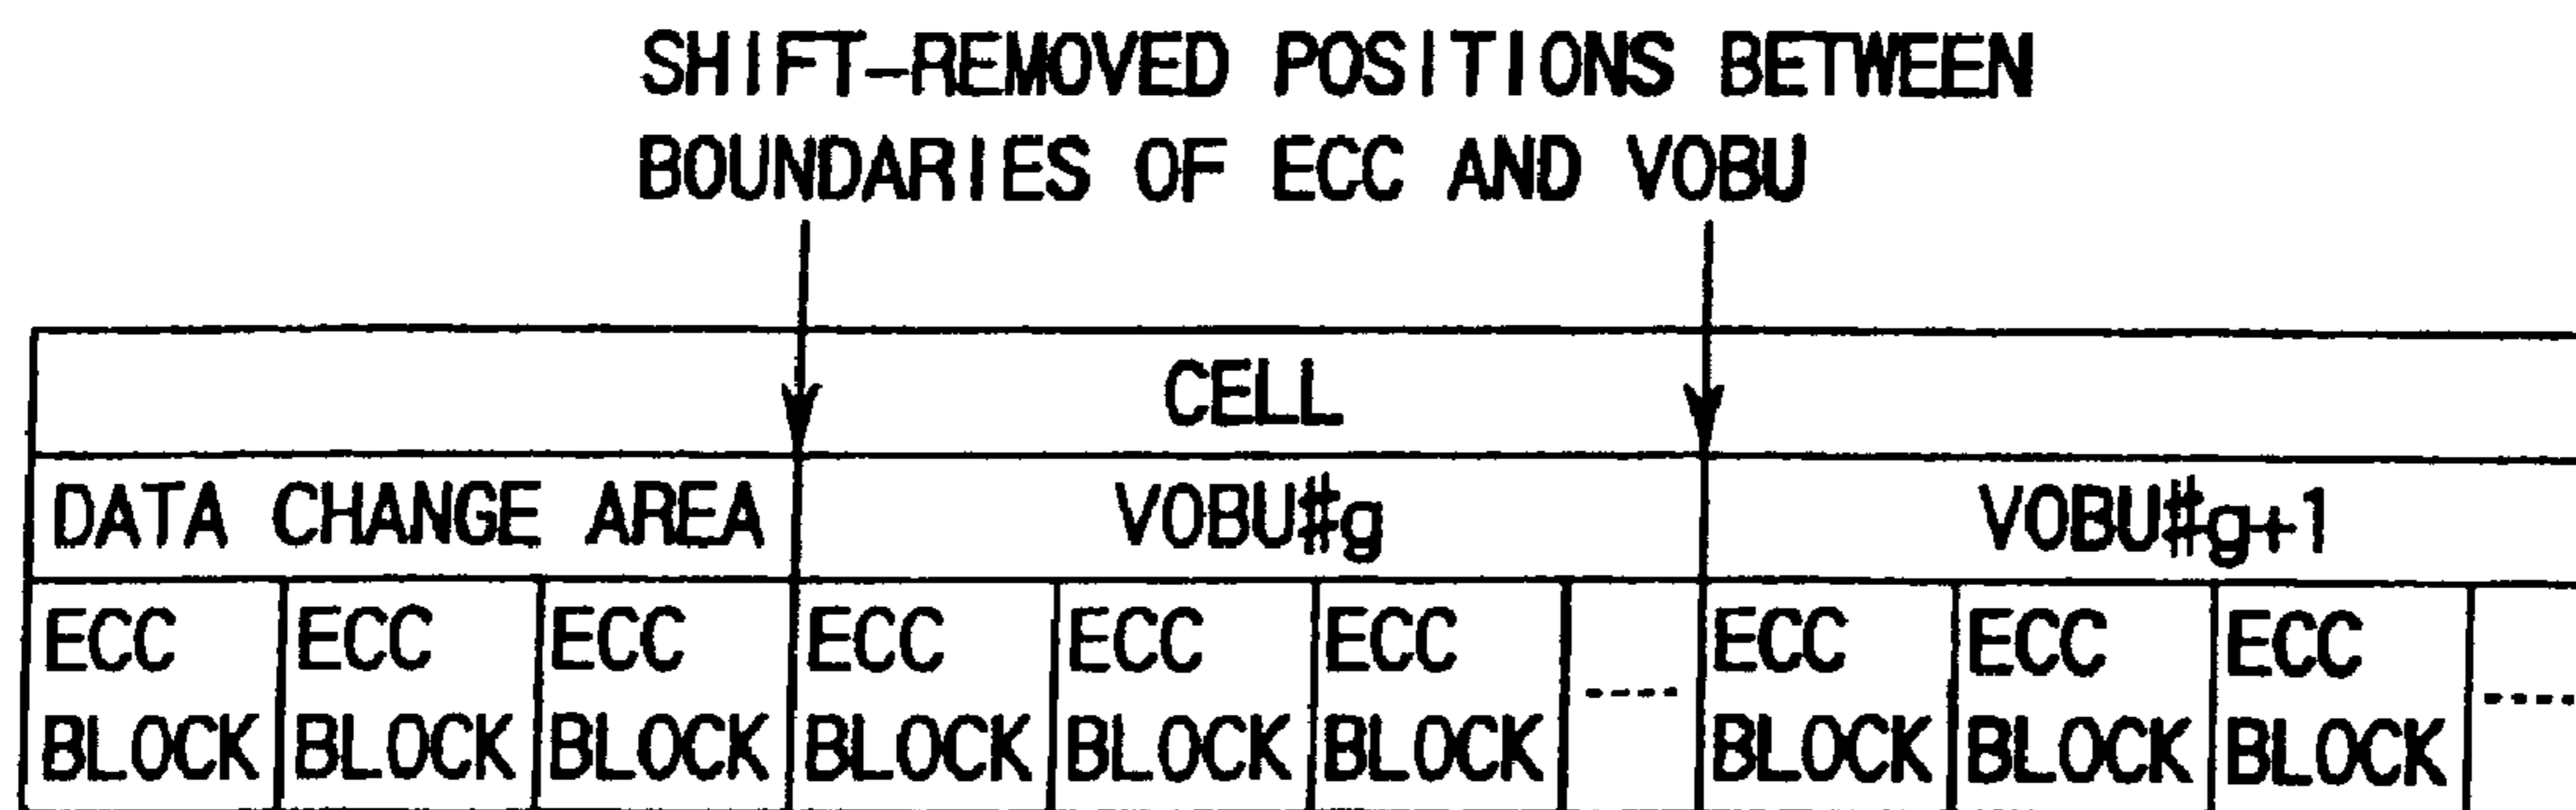 SHIFT-REMOVED POSITIONS BETWEEN
BOUNDARIES OF ECC AND VOBU
CELL
DATA CHANGE AREA VOBU#g VOBU#g+1
ECC ECC ECC ECC ECC ECC ECC ECC ECC
BLOCK BLOCK BLOCK BLOCK BLOCK BLOCK BLOCK BLOCK BLOCK